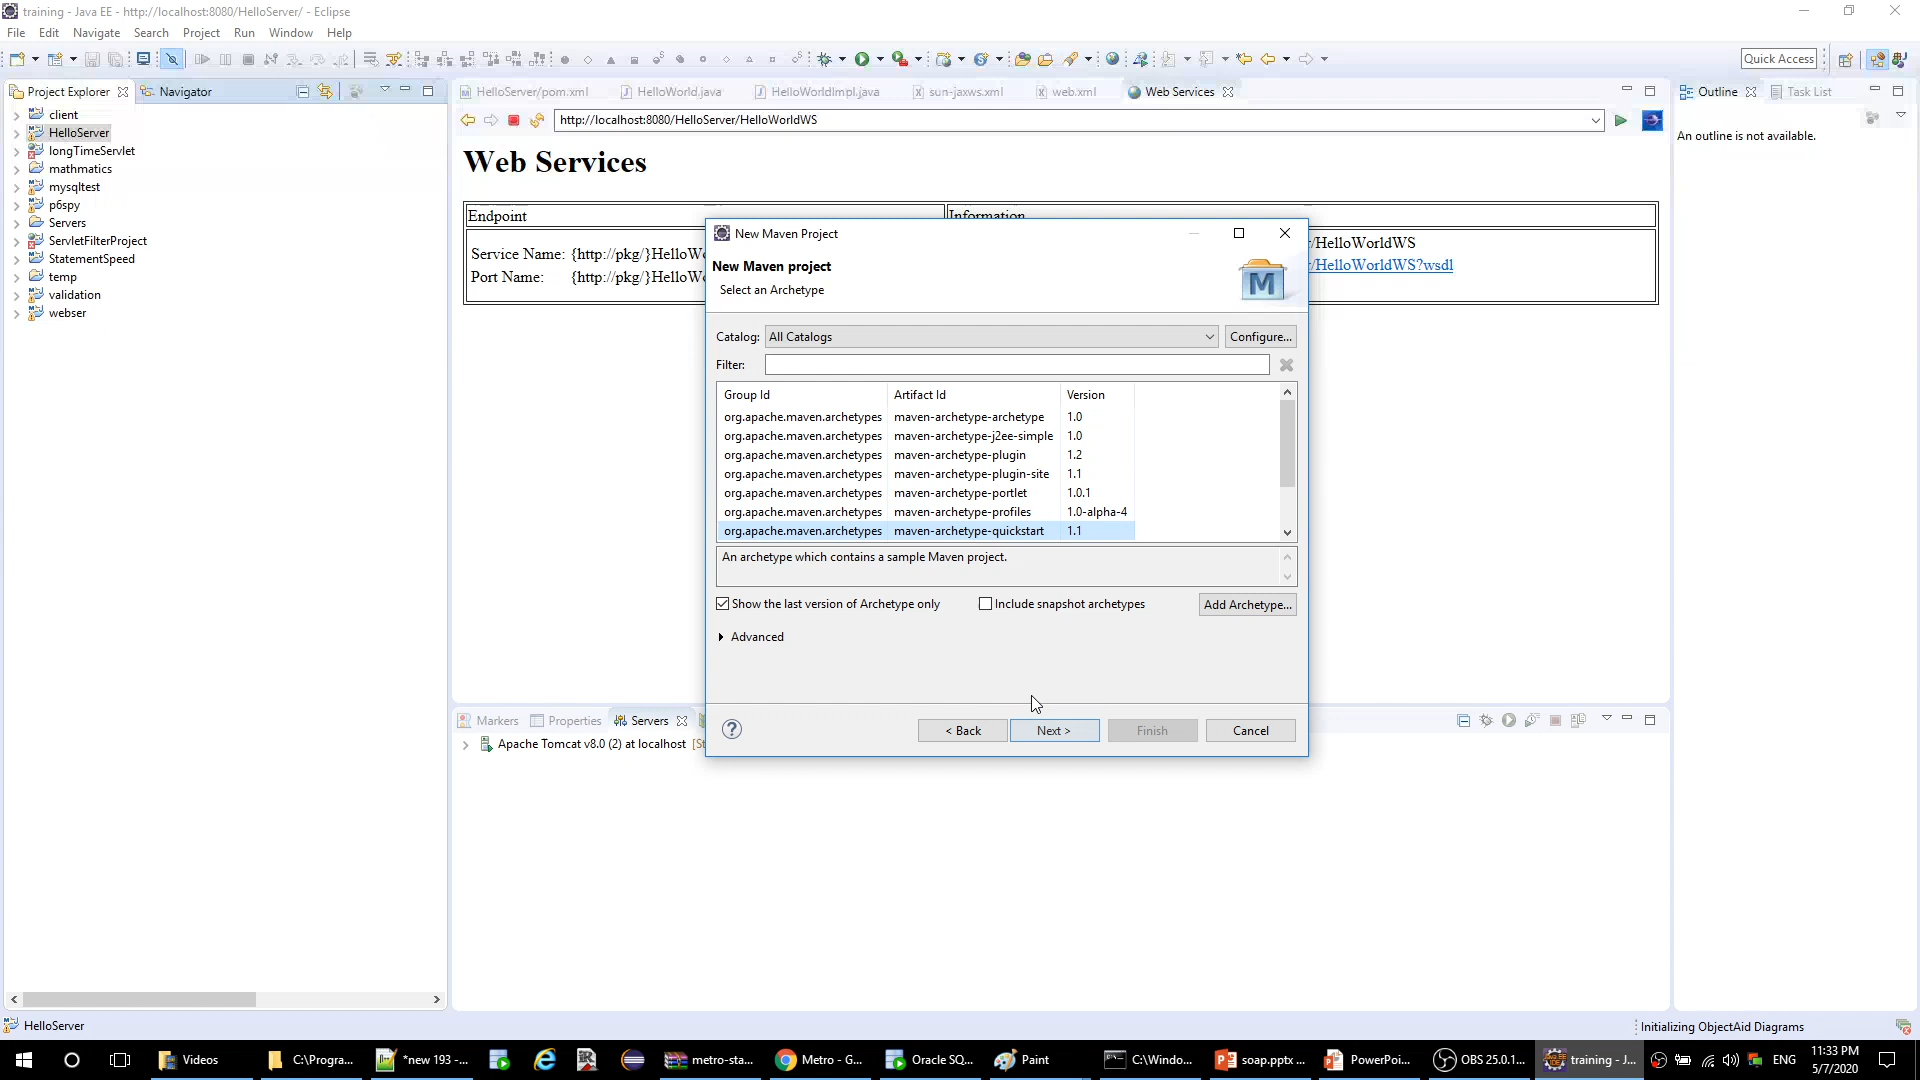 training - Java EE - http://localhost:8080/HelloServer/ - Eclipse
File Edit Navigate Search Project Run Window Help
Quick Access
Project Explorer
Navigator
HelloServer/pom.xml
HelloWorld.java
HelloWorldImpl.java
sun-jaxws.xml
web.xml
Web Services
Outline
Task List
client
HelloServer
longTimeServlet
mathmatics
mysqltest
p6spy
Servers
ServletFilterProject
StatementSpeed
temp
validation
webser
http://localhost:8080/HelloServer/HelloWorldWS
An outline is not available.
Web Services
Endpoint Information
Service Name: {http://pkg/}HelloWo
/HelloWorldWS
Port Name: {http://pkg/}HelloWo
/HelloWorldWS?wsdl
New Maven Project
New Maven project
Select an Archetype
Catalog: All Catalogs Configure...
Filter:
Group Id Artifact Id Version
org.apache.maven.archetypes maven-archetype-archetype 1.0
org.apache.maven.archetypes maven-archetype-j2ee-simple 1.0
org.apache.maven.archetypes maven-archetype-plugin 1.2
org.apache.maven.archetypes maven-archetype-plugin-site 1.1
org.apache.maven.archetypes maven-archetype-portlet 1.0.1
org.apache.maven.archetypes maven-archetype-profiles 1.0-alpha-4
org.apache.maven.archetypes maven-archetype-quickstart 1.1
An archetype which contains a sample Maven project.
Show the last version of Archetype only Include snapshot archetypes Add Archetype...
Advanced
< Back Next > Finish Cancel
Markers Properties Servers
Apache Tomcat v8.0 (2) at localhost
HelloServer
Initializing ObjectAid Diagrams
Videos
C:\Progra...
*new 193 -...
metro-sta...
Metro - G...
Oracle SQ...
Paint
C:\Windo...
soap.pptx ...
PowerPoi...
OBS 25.0.1...
training - J...
ENG
11:33 PM
5/7/2020